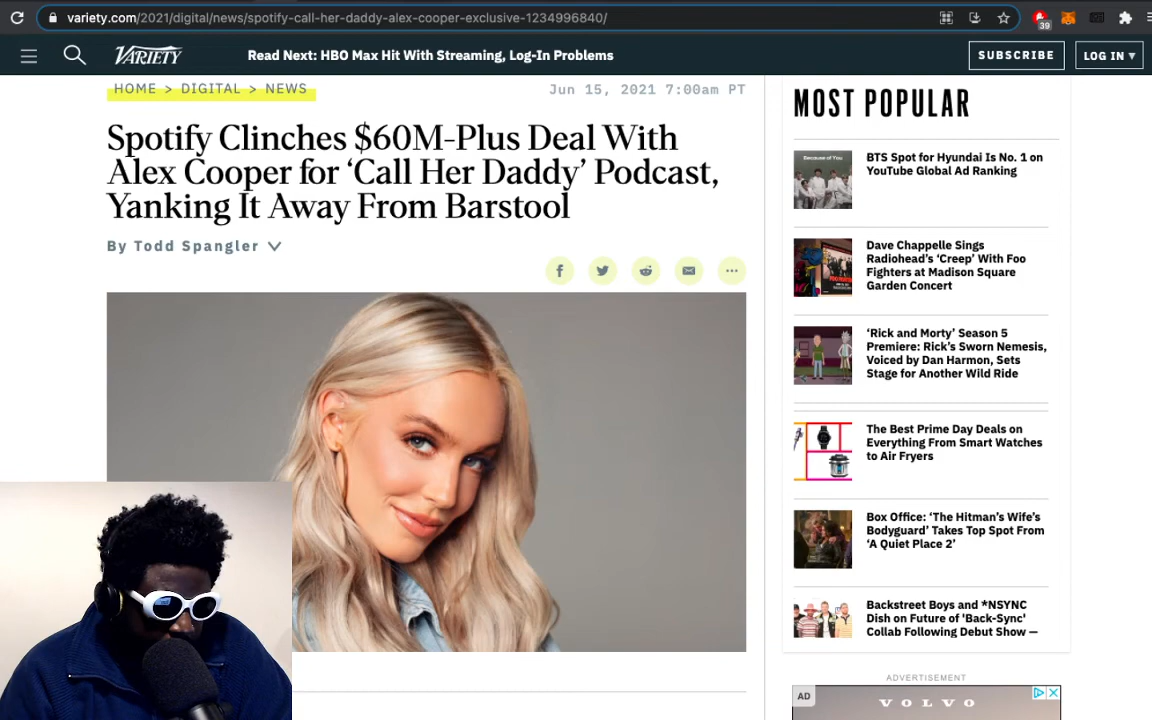 variety.com/2021/digital/news/spotify-call-her-daddy-alex-cooper-exclusive-1234996840/
39
VARIETY
Read Next: HBO Max Hit With Streaming, Log-In Problems
SUBSCRIBE
LOG IN ▾
HOME > DIGITAL > NEWS
Jun 15, 2021 7:00am PT
Spotify Clinches $60M-Plus Deal With
Alex Cooper for ‘Call Her Daddy’ Podcast,
Yanking It Away From Barstool
By Todd Spangler
MOST POPULAR
Because of You
BTS Spot for Hyundai Is No. 1 on
YouTube Global Ad Ranking
Dave Chappelle Sings
Radiohead’s ‘Creep’ With Foo
Fighters at Madison Square
Garden Concert
‘Rick and Morty’ Season 5
Premiere: Rick’s Sworn Nemesis,
Voiced by Dan Harmon, Sets
Stage for Another Wild Ride
The Best Prime Day Deals on
Everything From Smart Watches
to Air Fryers
Box Office: ‘The Hitman’s Wife’s
Bodyguard’ Takes Top Spot From
‘A Quiet Place 2’
Backstreet Boys and *NSYNC
Dish on Future of 'Back-Sync'
Collab Following Debut Show —
ADVERTISEMENT
AD
VOLVO